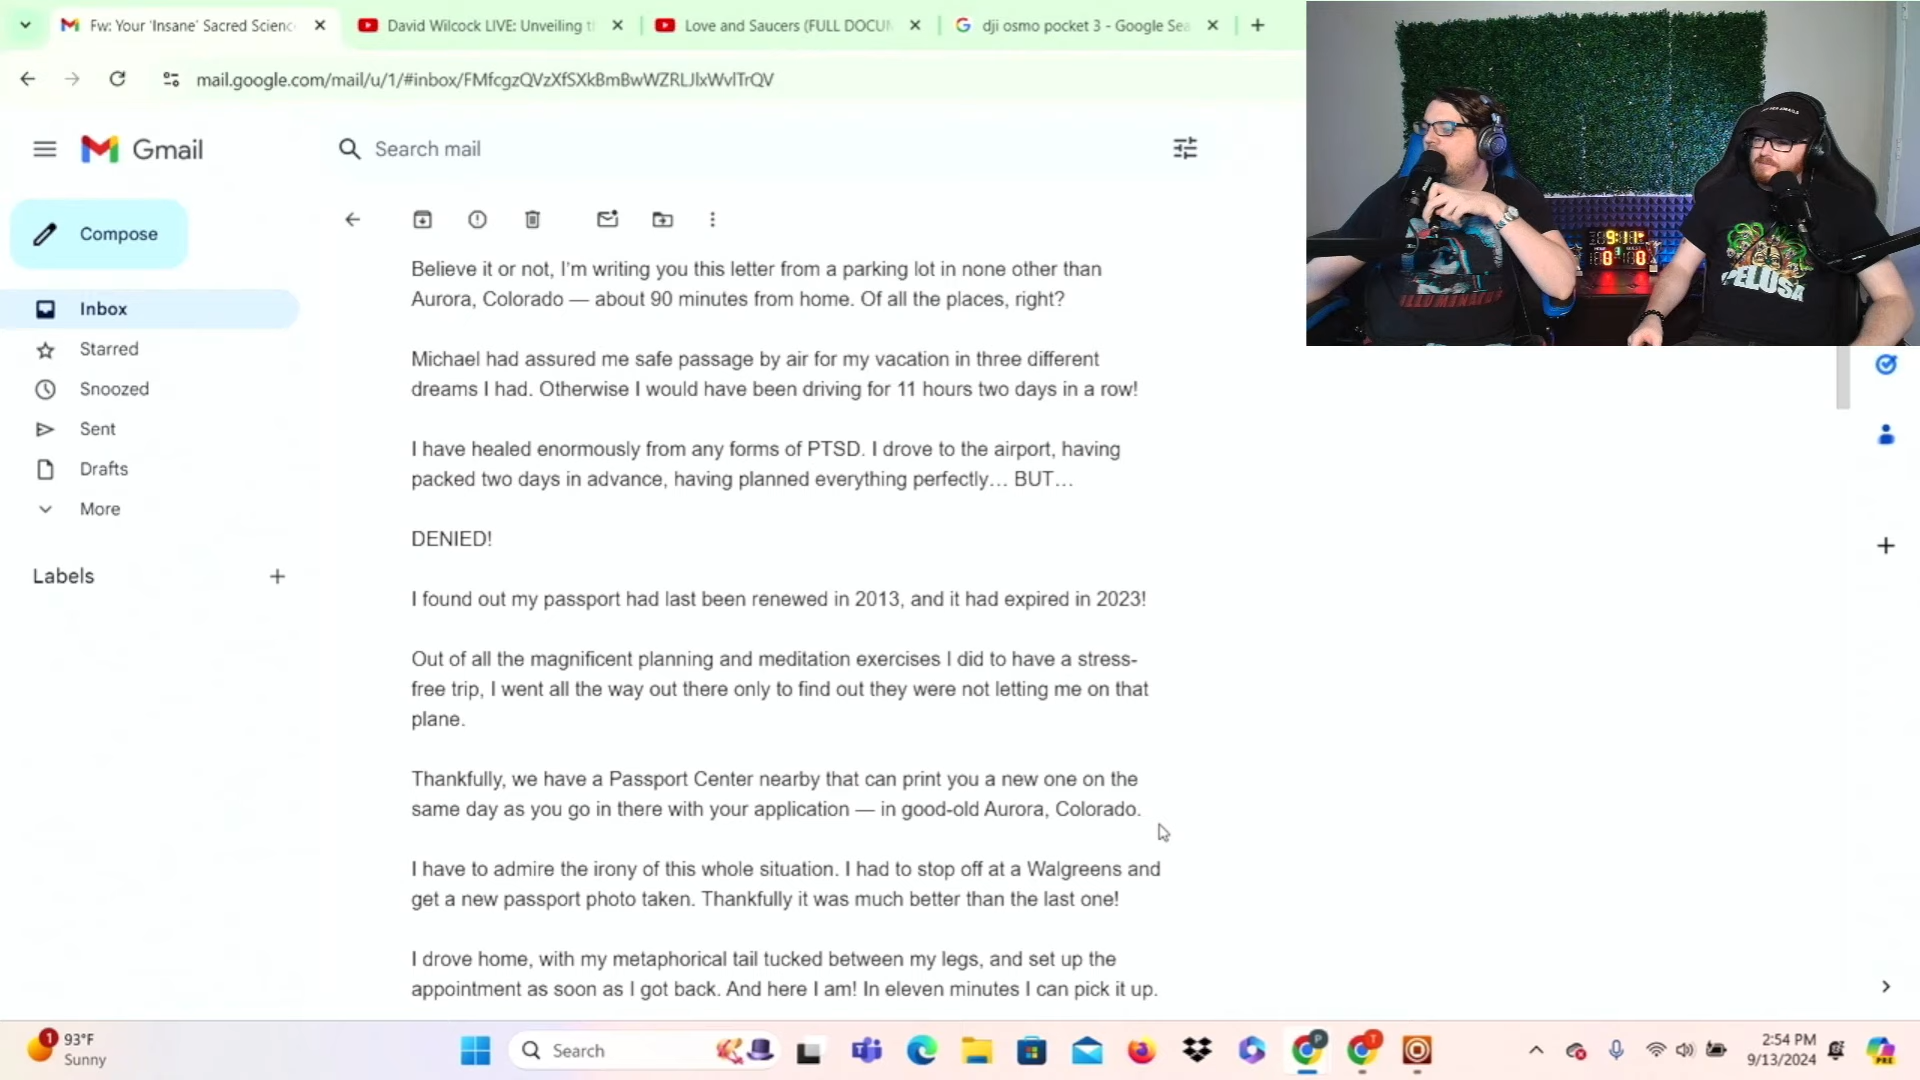 Fw: Your 'Insane' Sacred Scienc
David Wilcock LIVE: Unveiling t
Love and Saucers (FULL DOCU
dji osmo pocket 3 - Google Sea
mail.google.com/mail/u/1/#inbox/FMfcgzQVzXfSXkBmBwWZRLJlxWvlTrQV
Gmail
Search mail
Compose
Inbox
Starred
Snoozed
Sent
Drafts
More
Labels
Believe it or not, I'm writing you this letter from a parking lot in none other than
Aurora, Colorado — about 90 minutes from home. Of all the places, right?
Michael had assured me safe passage by air for my vacation in three different
dreams I had. Otherwise I would have been driving for 11 hours two days in a row!
I have healed enormously from any forms of PTSD. I drove to the airport, having
packed two days in advance, having planned everything perfectly… BUT…
DENIED!
I found out my passport had last been renewed in 2013, and it had expired in 2023!
Out of all the magnificent planning and meditation exercises I did to have a stress-
free trip, I went all the way out there only to find out they were not letting me on that
plane.
Thankfully, we have a Passport Center nearby that can print you a new one on the
same day as you go in there with your application — in good-old Aurora, Colorado.
I have to admire the irony of this whole situation. I had to stop off at a Walgreens and
get a new passport photo taken. Thankfully it was much better than the last one!
I drove home, with my metaphorical tail tucked between my legs, and set up the
appointment as soon as I got back. And here I am! In eleven minutes I can pick it up.
PELUSA
1
93°F
Sunny
Search
P
T
2:54 PM
9/13/2024
PRE